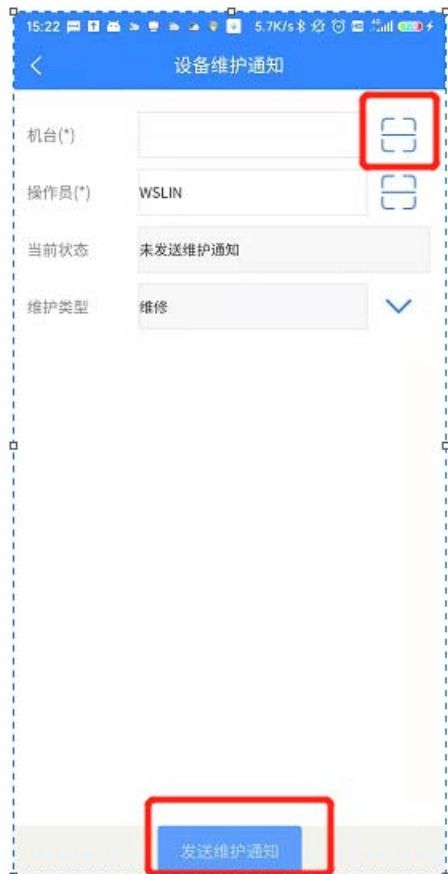 15:22 5.7K/s HD 4G
设备维护通知
机台(*)
操作员(*) WSLIN
当前状态 未发送维护通知
维护类型 维修
发送维护通知